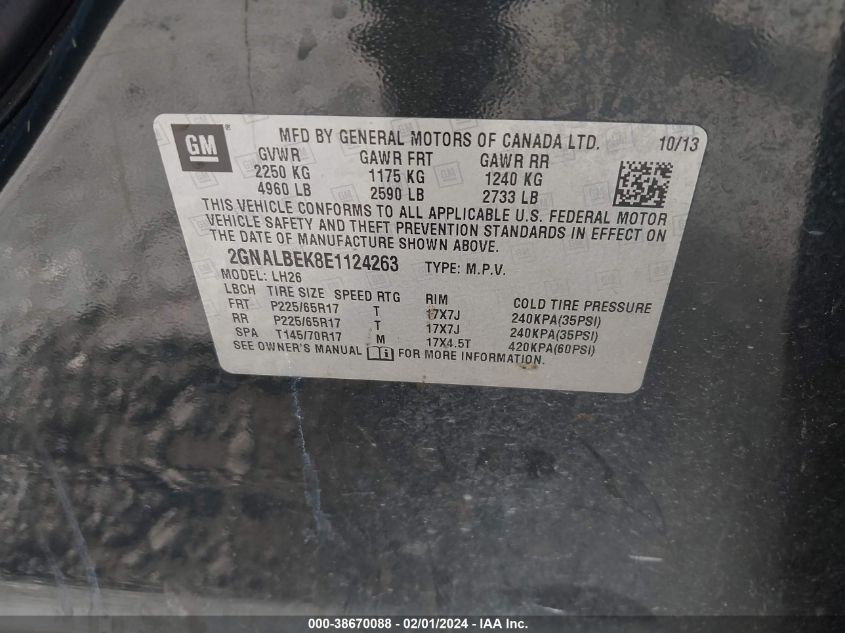 GM ® MFD BY GENERAL MOTORS OF CANADA LTD. 10/13
GVWR GAWR FRT GAWR RR
2250 KG 1175 KG 1240 KG
4960 LB 2590 LB 2733 LB
THIS VEHICLE CONFORMS TO ALL APPLICABLE U.S. FEDERAL MOTOR
VEHICLE SAFETY AND THEFT PREVENTION STANDARDS IN EFFECT ON
THE DATE OF MANUFACTURE SHOWN ABOVE.
2GNALBEK8E1124263 TYPE: M.P.V.
MODEL: LH26
LBCH TIRE SIZE SPEED RTG RIM COLD TIRE PRESSURE
FRT P225/65R17 T 17X7J 240KPA(35PSI)
RR P225/65R17 T 17X7J 240KPA(35PSI)
SPA T145/70R17 M 17X4.5T 420KPA(60PSI)
SEE OWNER'S MANUAL FOR MORE INFORMATION.
000-38670088 - 02/01/2024 - IAA Inc.